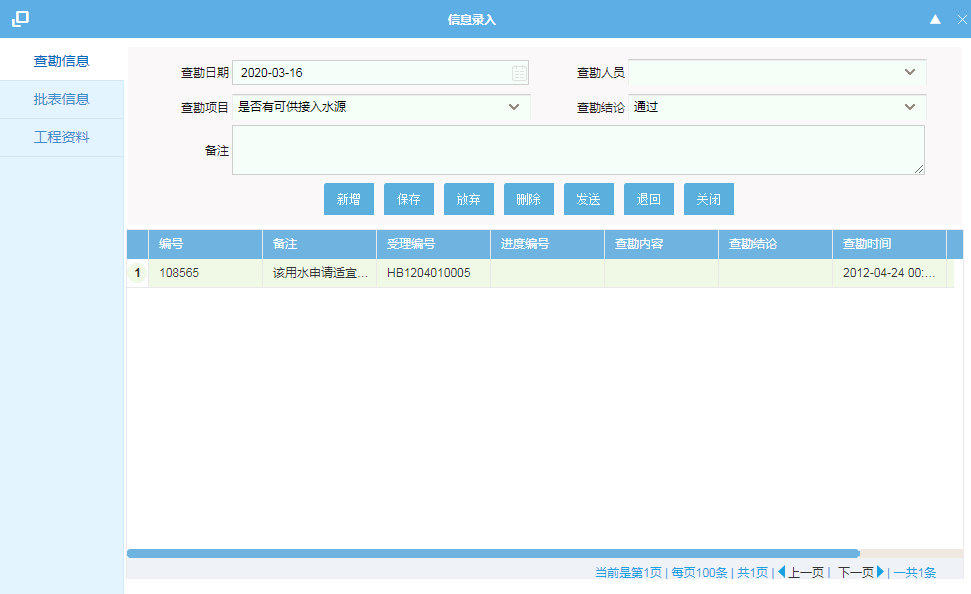 信息录入
查勘信息
批表信息
工程资料
查勘日期 2020-03-16 查勘人员
查勘项目 是否有可供接入水源 查勘结论 通过
备注
新增 保存 放弃 删除 发送 退回 关闭
编号 备注 受理编号 进度编号 查勘内容 查勘结论 查勘时间
1 108565 该用水申请适宜... HB1204010005 2012-04-24 00:...
当前是第1页 | 每页100条 | 共1页 | 上一页 | 下一页 | 一共1条